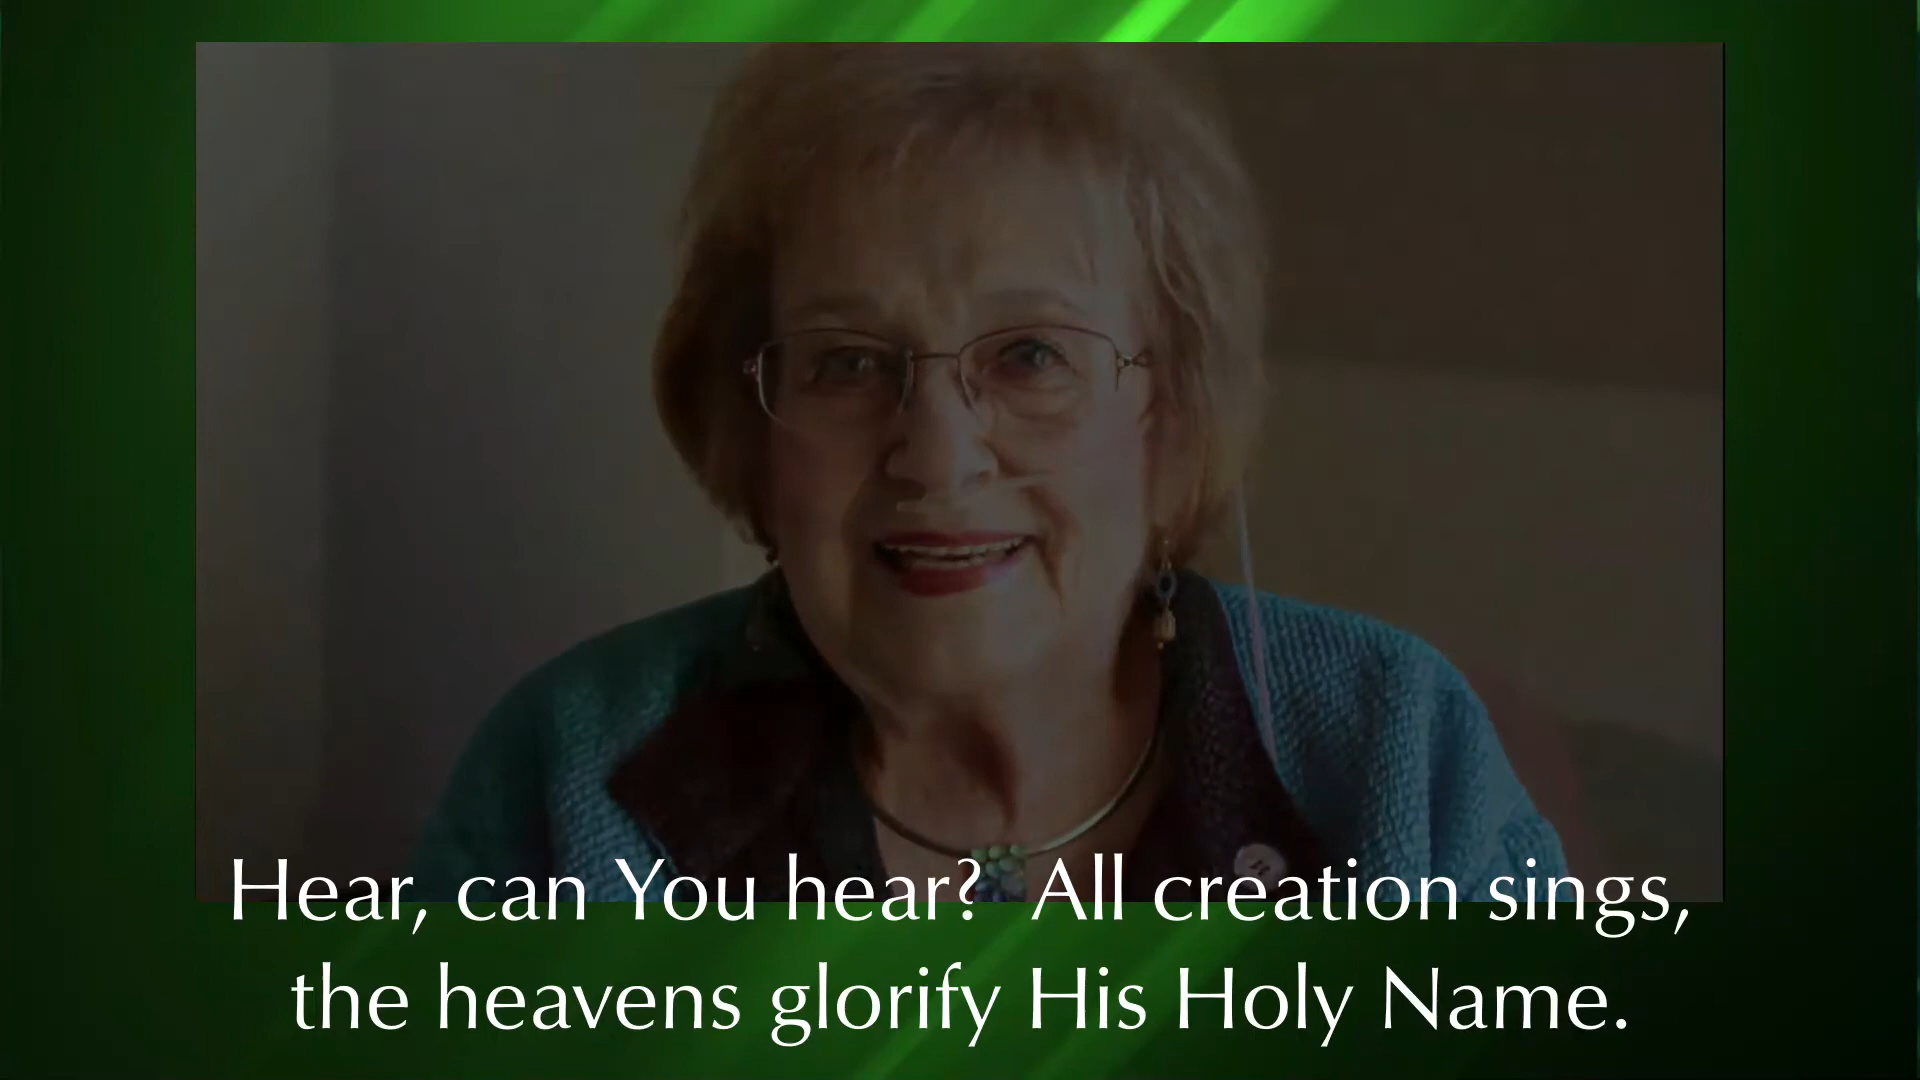 Hear, can You hear?  All creation sings,
the heavens glorify His Holy Name.